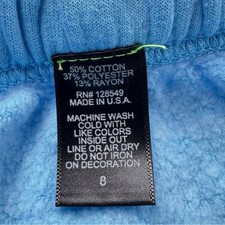 50% COTTON
37% POLYESTER
13% RAYON
RN# 128549
MADE IN U.S.A.
MACHINE WASH
COLD WITH
LIKE COLORS
INSIDE OUT
LINE OR AIR DRY
DO NOT IRON
ON DECORATION
8